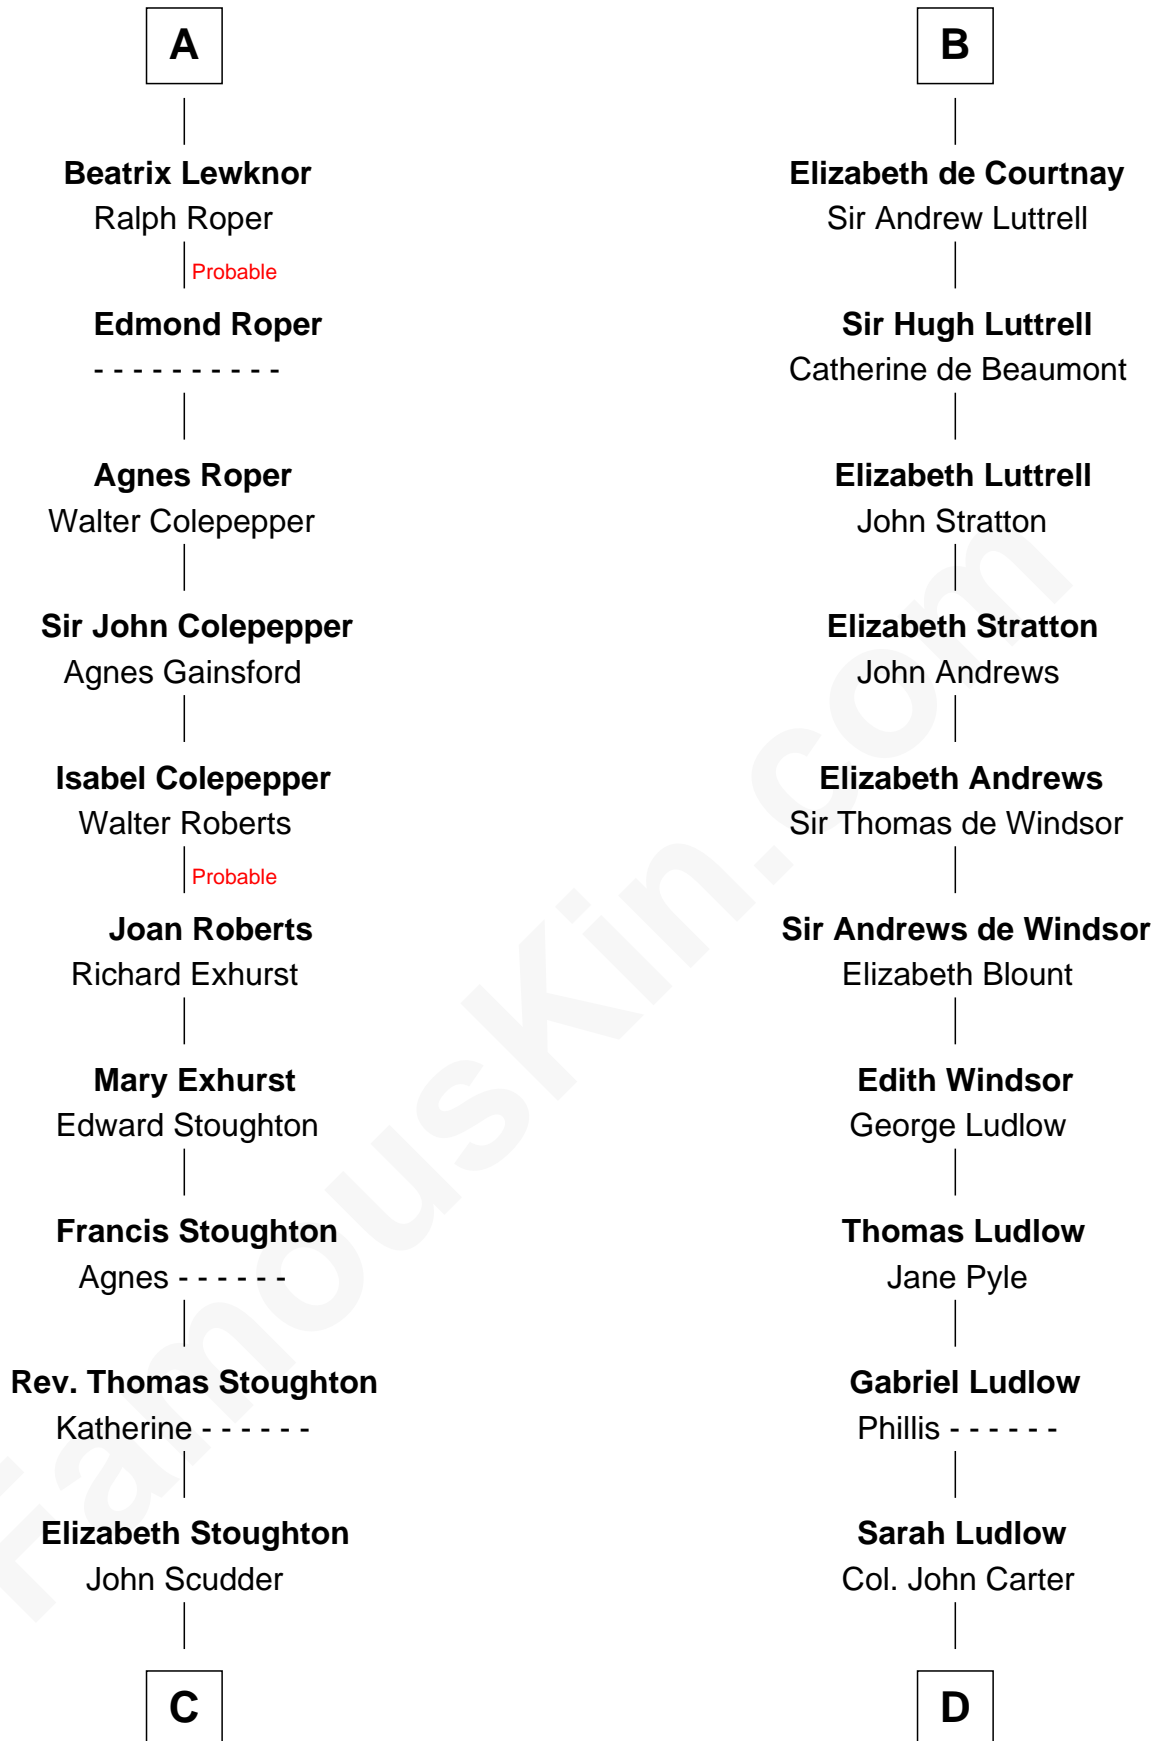 A
Beatrix Lewknor
Ralph Roper
Probable
Edmond Roper
- - - - - - - - - -
Agnes Roper
Walter Colepepper
Sir John Colepepper
Agnes Gainsford
Isabel Colepepper
Walter Roberts
Probable
Joan Roberts
Richard Exhurst
Mary Exhurst
Edward Stoughton
Francis Stoughton
Agnes - - - - - -
Rev. Thomas Stoughton
Katherine - - - - - -
Elizabeth Stoughton
John Scudder
C
B
Elizabeth de Courtnay
Sir Andrew Luttrell
Sir Hugh Luttrell
Catherine de Beaumont
Elizabeth Luttrell
John Stratton
Elizabeth Stratton
John Andrews
Elizabeth Andrews
Sir Thomas de Windsor
Sir Andrews de Windsor
Elizabeth Blount
Edith Windsor
George Ludlow
Thomas Ludlow
Jane Pyle
Gabriel Ludlow
Phillis - - - - - -
Sarah Ludlow
Col. John Carter
D
FamousKin.com